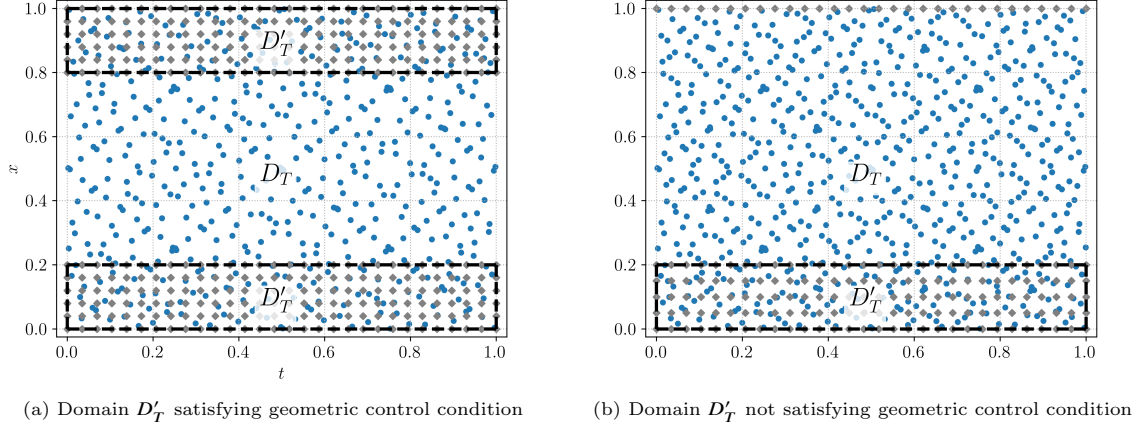 1.0
0.8
0.6
0.4
0.2
0.0
x
D'_T
D_T
D'_T
0.0 0.2 0.4 0.6 0.8 1.0
t
1.0
0.8
0.6
0.4
0.2
0.0
D_T
D'_T
0.0 0.2 0.4 0.6 0.8 1.0
(a) Domain D'_T satisfying geometric control condition
(b) Domain D'_T not satisfying geometric control condition